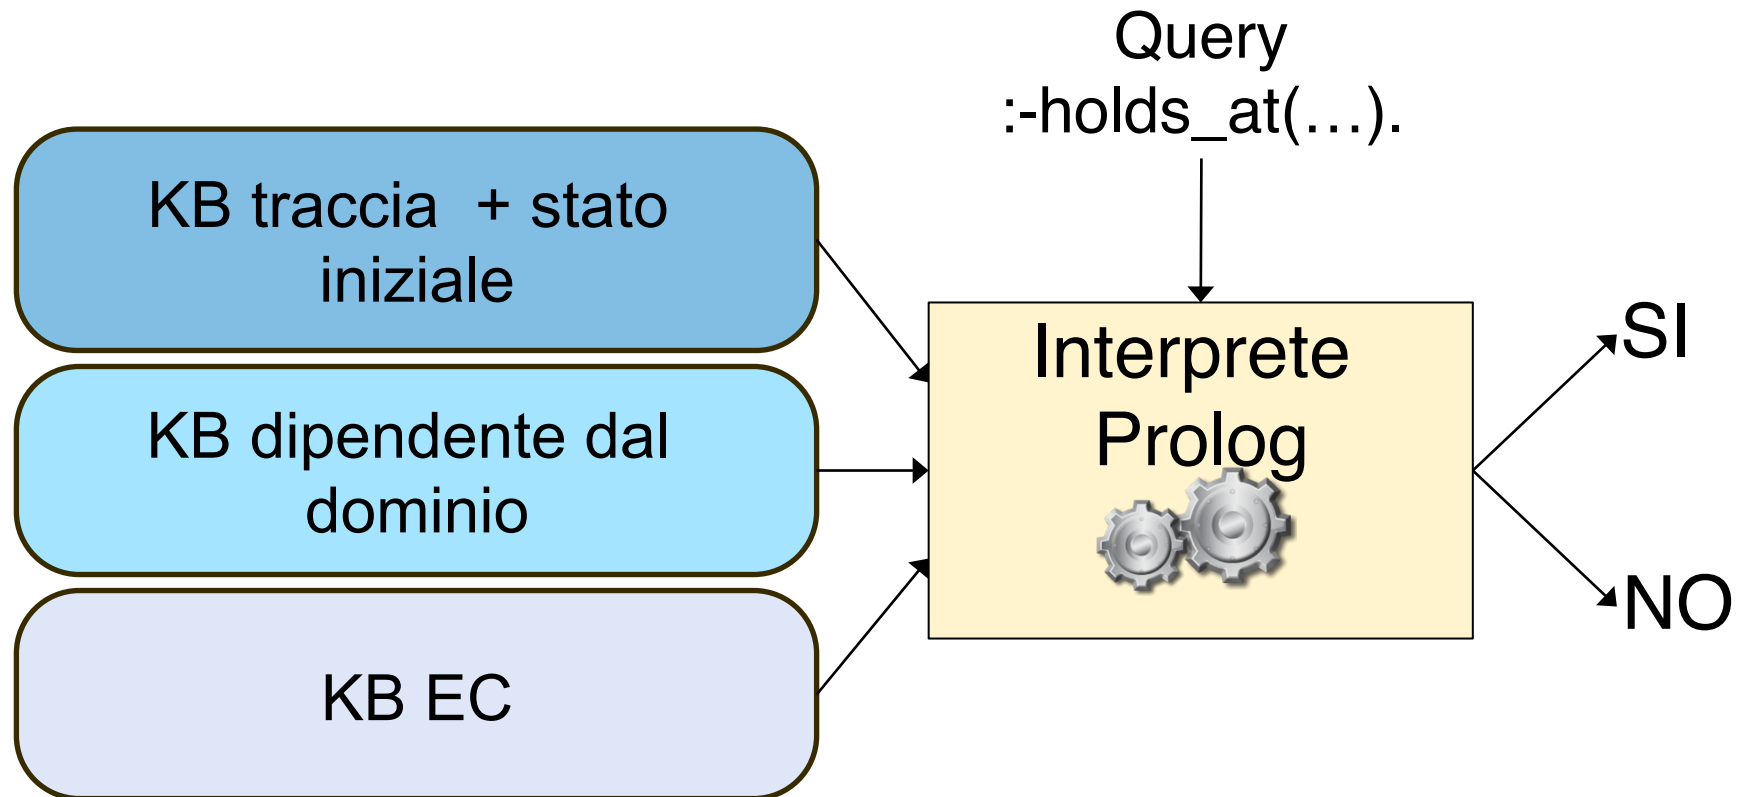 Query
:-holds_at(…).
KB traccia  + stato
iniziale
KB dipendente dal
dominio
KB EC
Interprete
Prolog
SI
NO